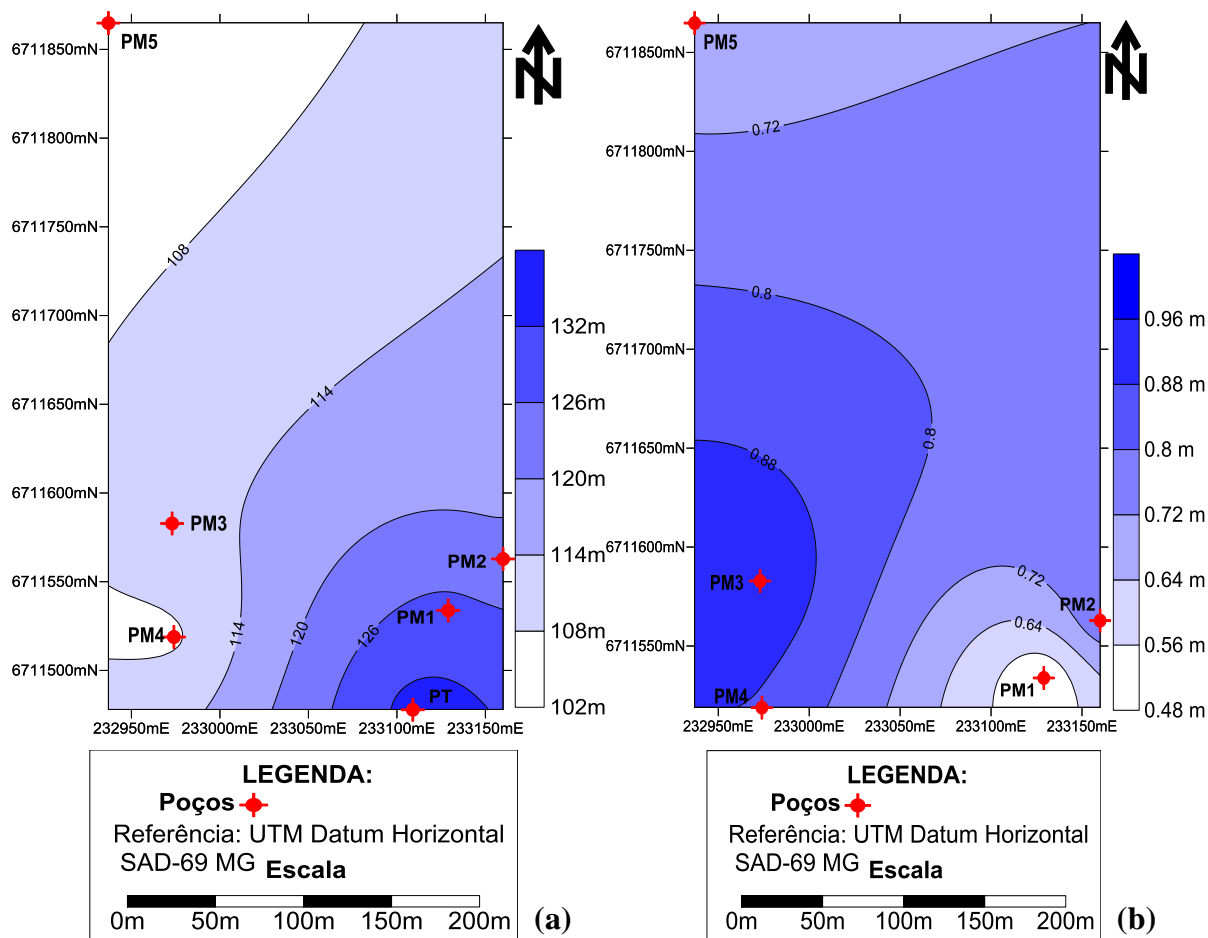 PM5
6711850mN
6711800mN
6711750mN
6711700mN
6711650mN
6711600mN
6711550mN
6711500mN
108
114
114
120
126
PM3
PM2
PM1
PM4
PT
N
132m
126m
120m
114m
108m
102m
232950mE
233000mE
233050mE
233100mE
233150mE
LEGENDA:
Poços
Referência: UTM Datum Horizontal
SAD-69 MG Escala
0m 50m 100m 150m 200m
(a)
PM5
6711850mN
6711800mN
6711750mN
6711700mN
6711650mN
6711600mN
6711550mN
0.72
0.8
0.8
0.88
0.72
0.64
PM3
PM2
PM1
PM4
N
0.96 m
0.88 m
0.8 m
0.72 m
0.64 m
0.56 m
0.48 m
232950mE
233000mE
233050mE
233100mE
233150mE
LEGENDA:
Poços
Referência: UTM Datum Horizontal
SAD-69 MG Escala
0m 50m 100m 150m 200m
(b)